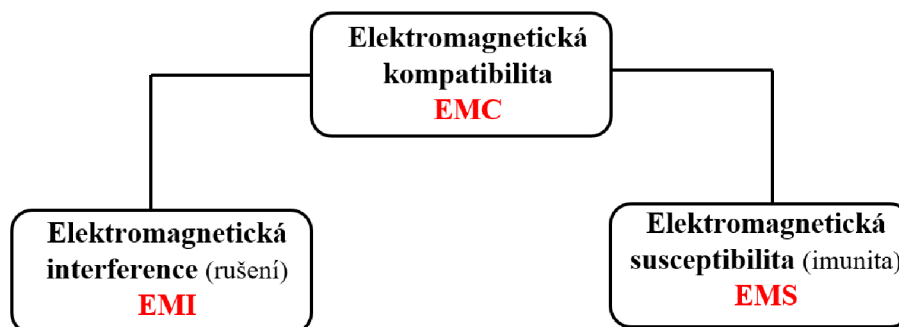 Elektromagnetická
kompatibilita
EMC
Elektromagnetická
interference (rušení)
EMI
Elektromagnetická
susceptibilita (imunita)
EMS